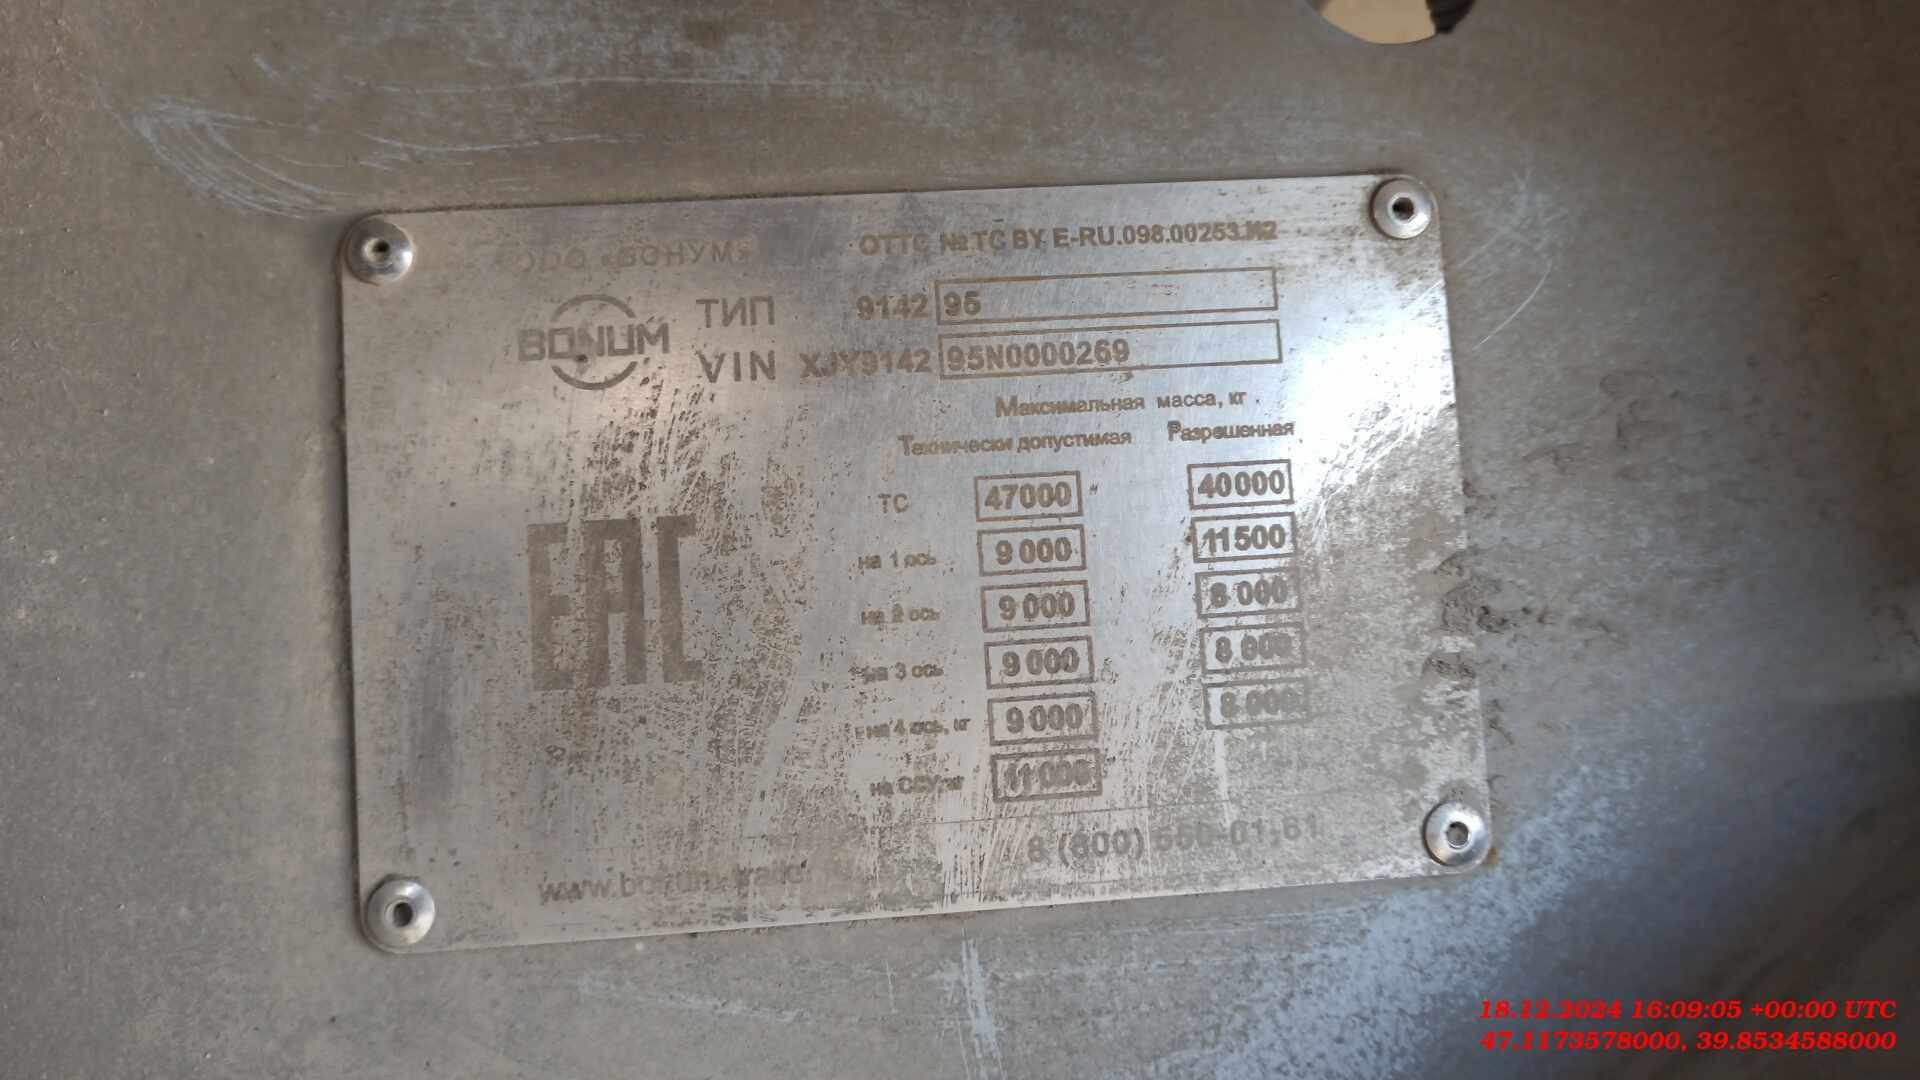 ООО «БОНУМ»
ОТТС № ТС BY E-RU.098.00253.И2
BONUM
ТИП 9142 95
VIN XJY9142 95N0000269
Максимальная масса, кг
Технически допустимая Разрешенная
ТС 47000 40000
на 1 ось 9 000 11500
на 2 ось 9 000 8 000
на 3 ось 9 000 8 000
на 4 ось, кг 9 000 8 000
на ССУ, кг 11 000
EAC
8 (800) 550-01-61
18.12.2024 16:09:05 +00:00 UTC
47.1173578000, 39.8534588000